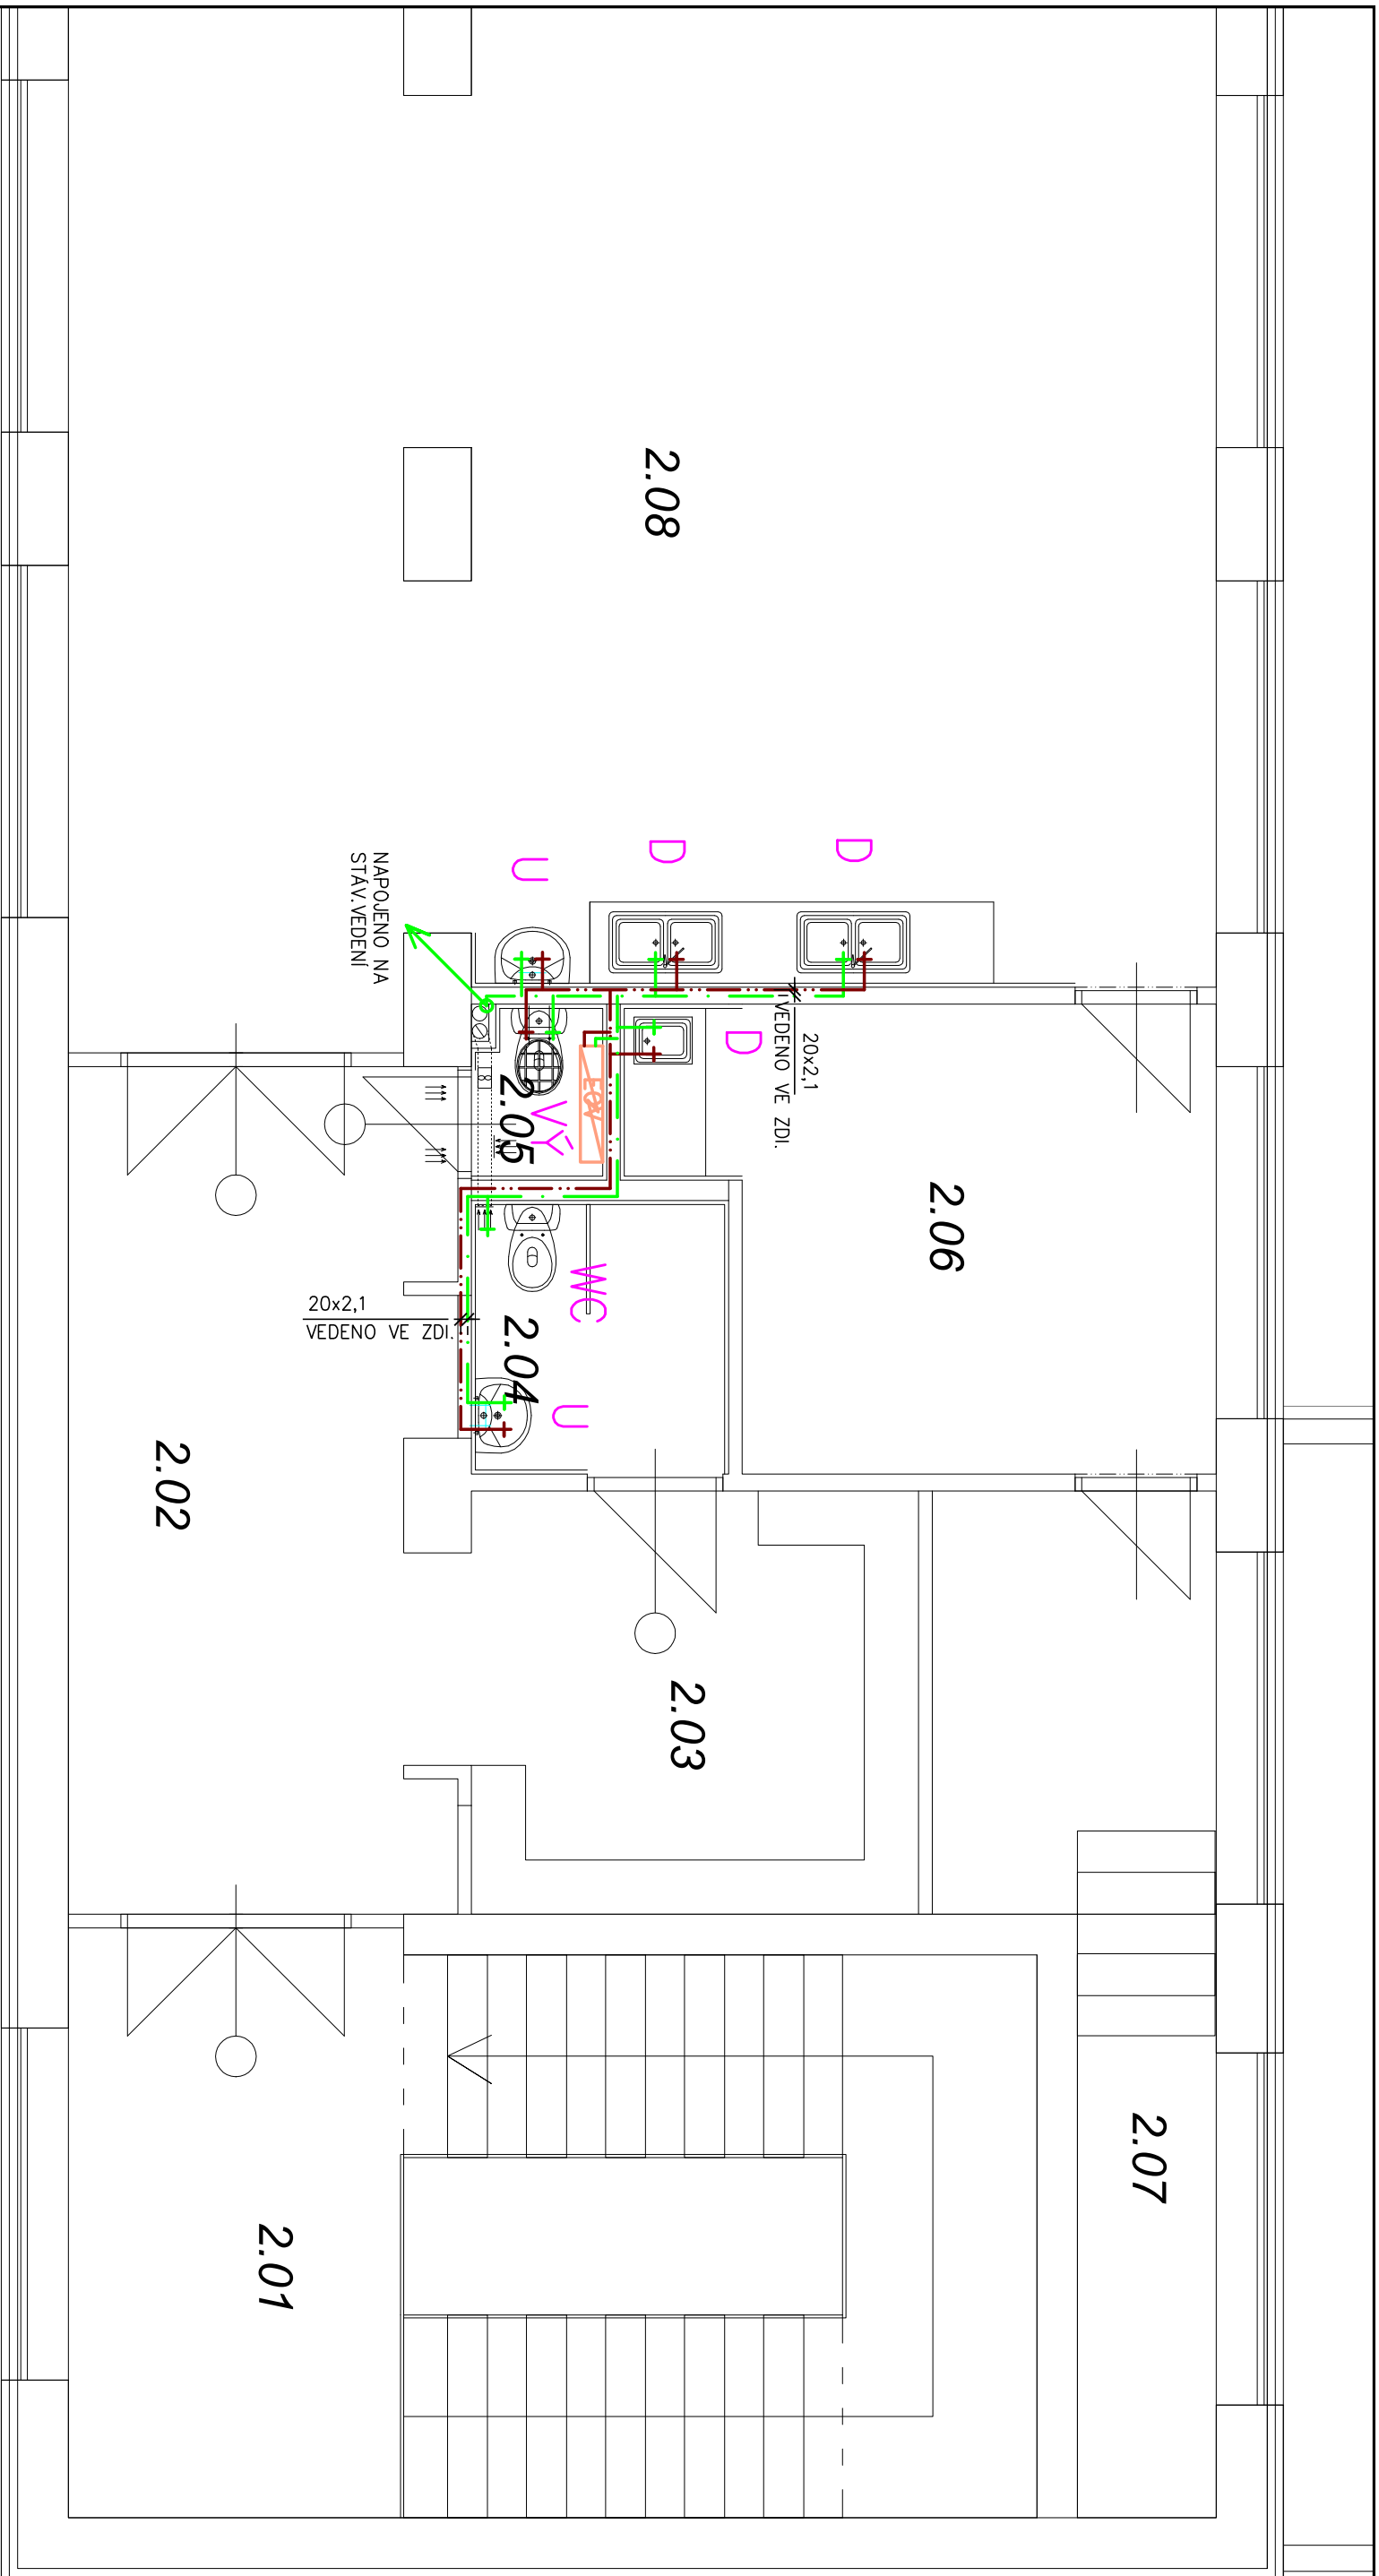 2.08
D
D
U
NAPOJENO NA
STÁV.VEDENÍ
20x2,1
VEDENO VE ZDI.
D
2.05
VÝ
2.06
WC
2.04
U
20x2,1
VEDENO VE ZDI.
2.02
2.03
2.07
2.01